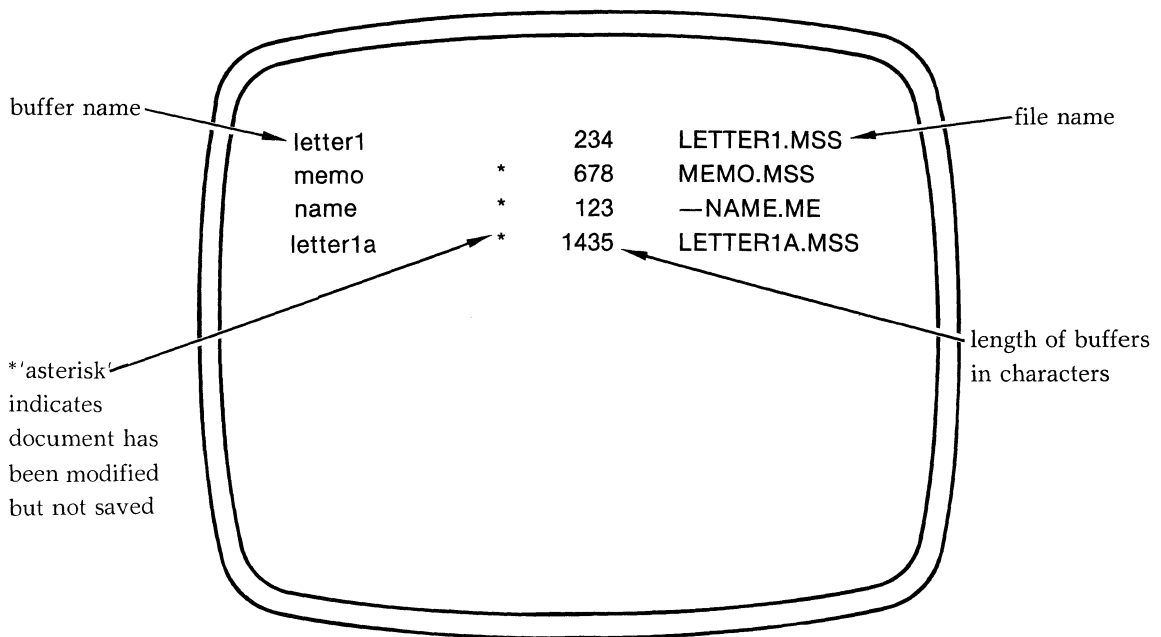 buffer name
file name
letter1 234 LETTER1.MSS
memo * 678 MEMO.MSS
name * 123 —NAME.ME
letter1a * 1435 LETTER1A.MSS
length of buffers
in characters
*'asterisk'
indicates
document has
been modified
but not saved